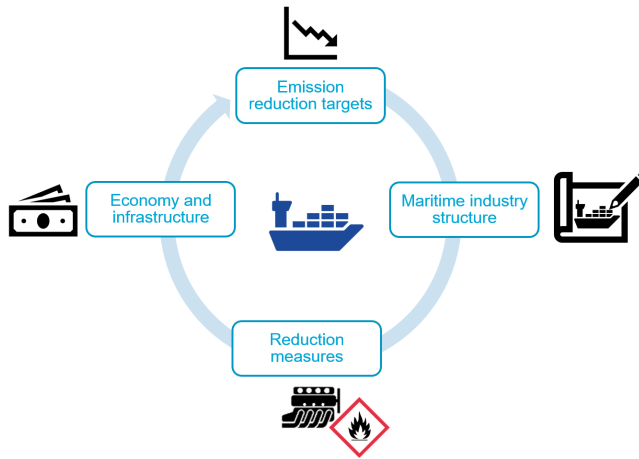 Emission
reduction targets
Economy and
infrastructure
Maritime industry
structure
Reduction
measures